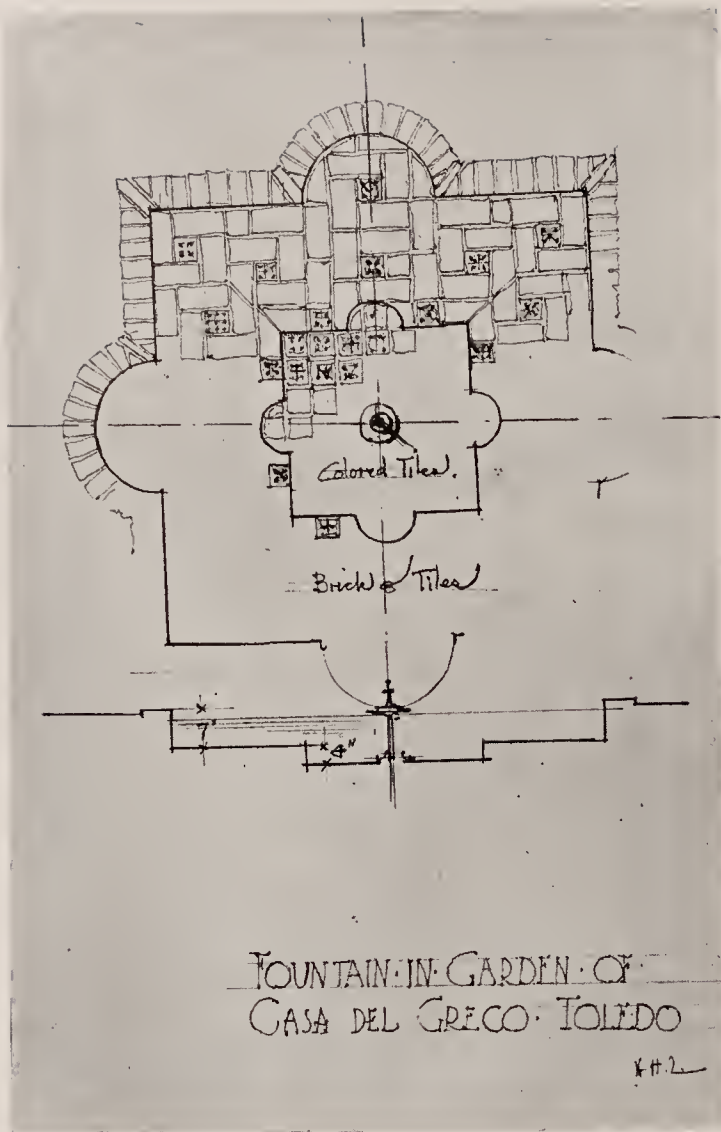 Colored Tiles.
Brick & Tiles
7"
4"
FOUNTAIN·IN·GARDEN·OF·
CASA DEL GRECO·TOLEDO